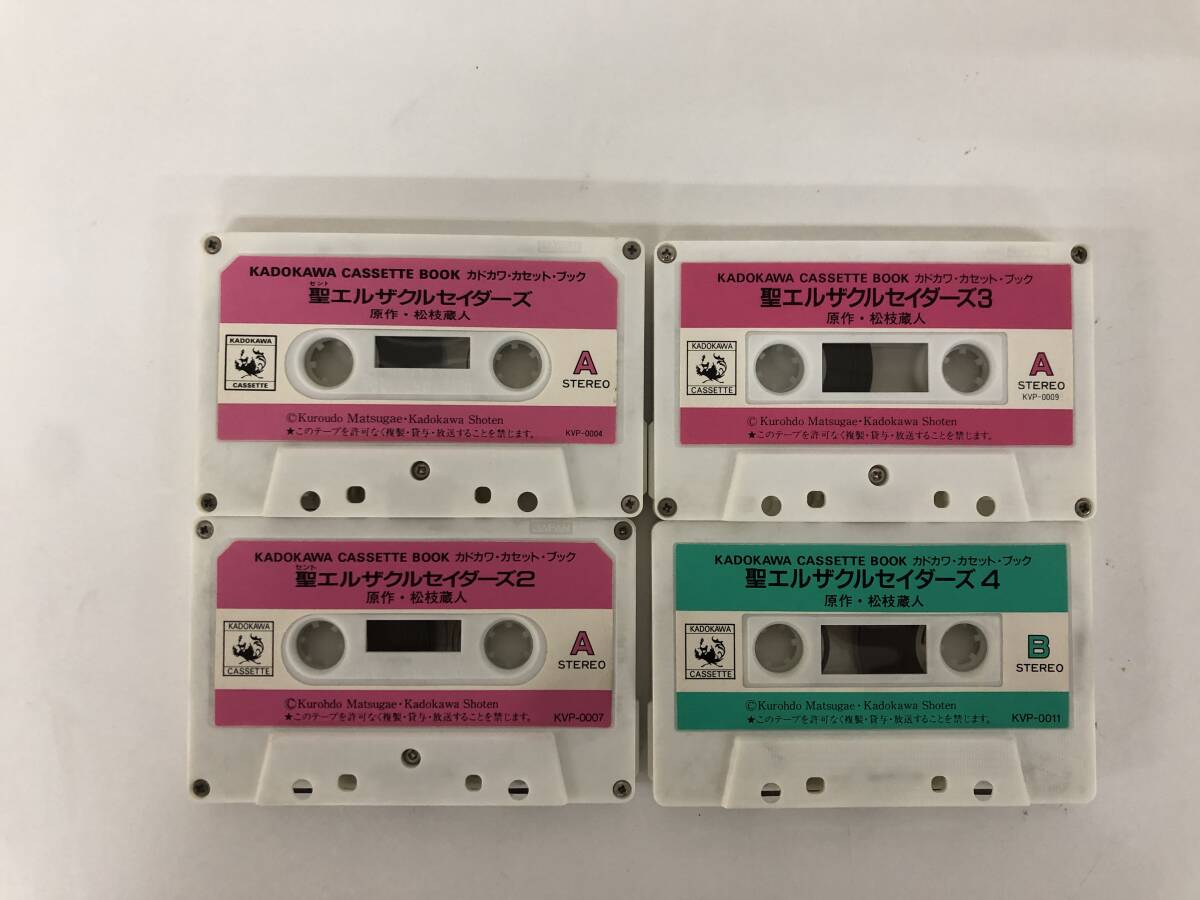 KADOKAWA CASSETTE BOOK カドカワ・カセット・ブック
セント
聖エルザクルセイダーズ
原作・松枝蔵人
KADOKAWA
CASSETTE
A
STEREO
©Kuroudo Matsugae・Kadokawa Shoten
★このテープを許可なく複製・貸与・放送することを禁じます。 KVP-0004
KADOKAWA CASSETTE BOOK カドカワ・カセット・ブック
聖エルザクルセイダーズ3
原作・松枝蔵人
KADOKAWA
CASSETTE
A
STEREO
KVP-0009
©Kurohdo Matsugae・Kadokawa Shoten
★このテープを許可なく複製・貸与・放送することを禁じます。
KADOKAWA CASSETTE BOOK カドカワ・カセット・ブック
セント
聖エルザクルセイダーズ2
原作・松枝蔵人
KADOKAWA
CASSETTE
A
STEREO
©Kurohdo Matsugae・Kadokawa Shoten
★このテープを許可なく複製・貸与・放送することを禁じます。 KVP-0007
KADOKAWA CASSETTE BOOK カドカワ・カセット・ブック
聖エルザクルセイダーズ4
原作・松枝蔵人
KADOKAWA
CASSETTE
B
STEREO
©Kurohdo Matsugae・Kadokawa Shoten
★このテープを許可なく複製・貸与・放送することを禁じます。 KVP-0011